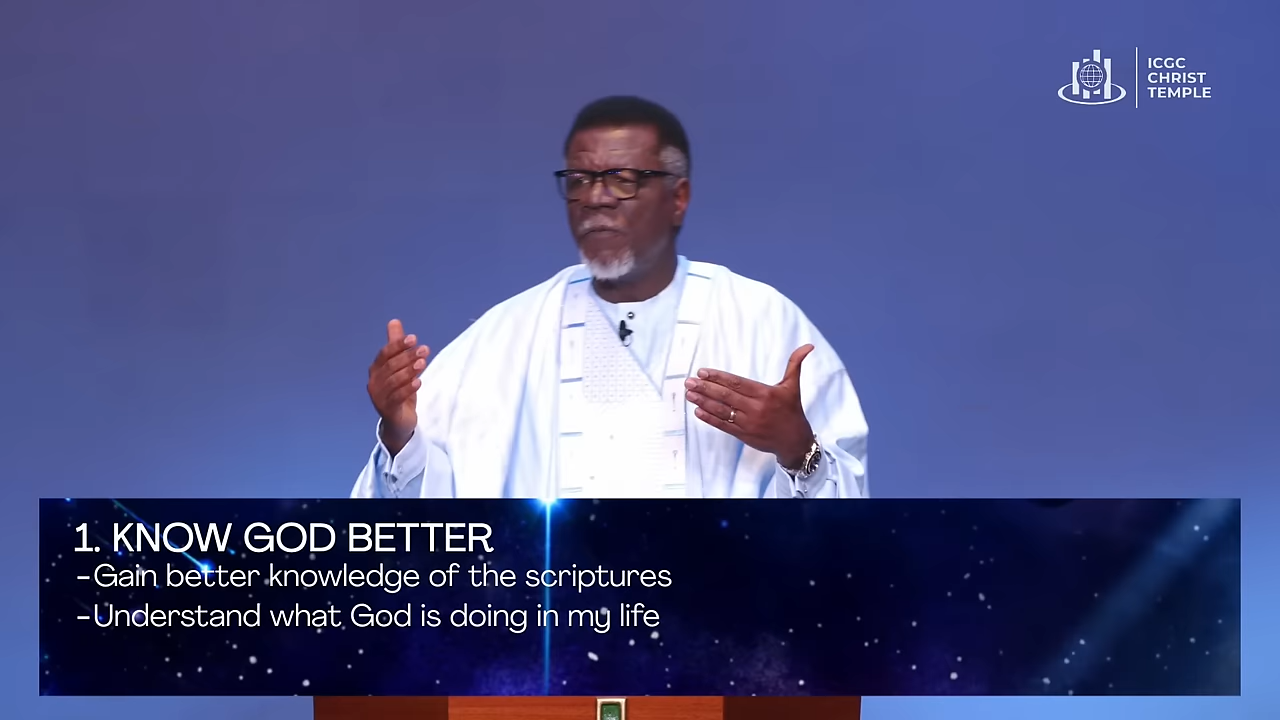 ICGC
CHRIST
TEMPLE
1. KNOW GOD BETTER
-Gain better knowledge of the scriptures
-Understand what God is doing in my life